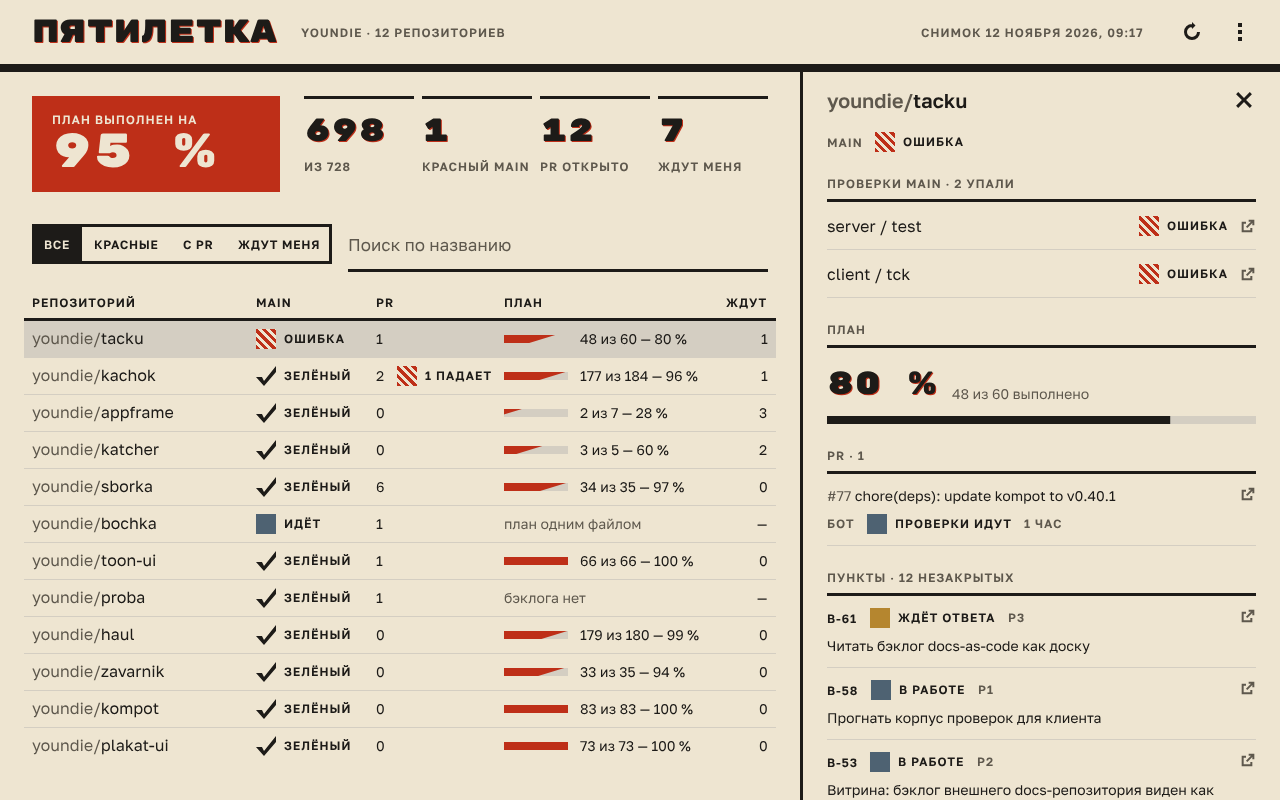 ПЯТИЛЕТКА
YOUNDIE · 12 РЕПОЗИТОРИЕВ
СНИМОК 12 НОЯБРЯ 2026, 09:17
ПЛАН ВЫПОЛНЕН НА
95 %
698
ИЗ 728
1
КРАСНЫЙ MAIN
12
PR ОТКРЫТО
7
ЖДУТ МЕНЯ
ВСЕ КРАСНЫЕ С PR ЖДУТ МЕНЯ
Поиск по названию
РЕПОЗИТОРИЙ MAIN PR ПЛАН ЖДУТ
youndie/tacku ОШИБКА 1 48 из 60 — 80 % 1
youndie/kachok ЗЕЛЁНЫЙ 2 1 ПАДАЕТ 177 из 184 — 96 % 1
youndie/appframe ЗЕЛЁНЫЙ 0 2 из 7 — 28 % 3
youndie/katcher ЗЕЛЁНЫЙ 0 3 из 5 — 60 % 2
youndie/sborka ЗЕЛЁНЫЙ 6 34 из 35 — 97 % 0
youndie/bochka ИДЁТ 1 план одним файлом —
youndie/toon-ui ЗЕЛЁНЫЙ 1 66 из 66 — 100 % 0
youndie/proba ЗЕЛЁНЫЙ 1 бэклога нет —
youndie/haul ЗЕЛЁНЫЙ 0 179 из 180 — 99 % 0
youndie/zavarnik ЗЕЛЁНЫЙ 0 33 из 35 — 94 % 0
youndie/kompot ЗЕЛЁНЫЙ 0 83 из 83 — 100 % 0
youndie/plakat-ui ЗЕЛЁНЫЙ 0 73 из 73 — 100 % 0
youndie/tacku
MAIN ОШИБКА
ПРОВЕРКИ MAIN · 2 УПАЛИ
server / test ОШИБКА
client / tck ОШИБКА
ПЛАН
80 % 48 из 60 выполнено
PR · 1
#77 chore(deps): update kompot to v0.40.1
БОТ ПРОВЕРКИ ИДУТ 1 ЧАС
ПУНКТЫ · 12 НЕЗАКРЫТЫХ
B-61 ЖДЁТ ОТВЕТА P3
Читать бэклог docs-as-code как доску
B-58 В РАБОТЕ P1
Прогнать корпус проверок для клиента
B-53 В РАБОТЕ P2
Витрина: бэклог внешнего docs-репозитория виден как